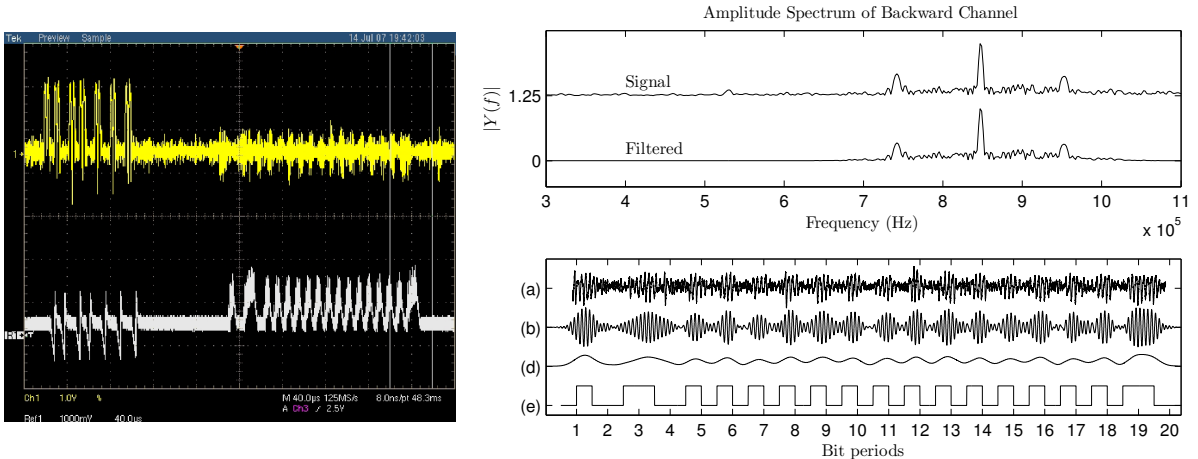 Tek Preview Sample 14 Jul 07 19:42:03
1
R1
Ch1 1.0V % M 40.0µs 125MS/s 8.0ns/pt 48.3ms
A Ch3 / 2.5V
Ref1 1000mV 40.0µs
Amplitude Spectrum of Backward Channel
|Y(f)|
Signal
1.25
Filtered
0
3 4 5 6 7 8 9 10 11
Frequency (Hz)
x 10^5
(a)
(b)
(d)
(e)
1 2 3 4 5 6 7 8 9 10 11 12 13 14 15 16 17 18 19 20
Bit periods